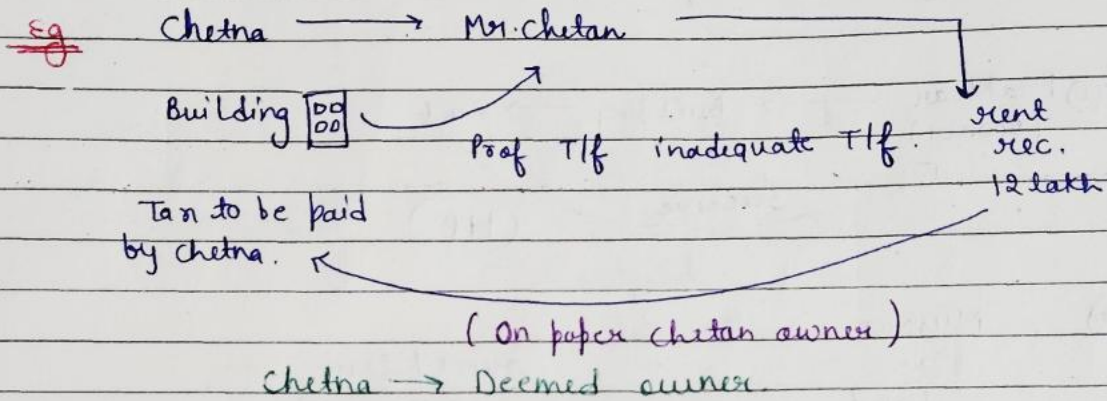 Eg Chetna → Mr. Chetan
Building
Prof T/f inadequate T/f.
rent
rec.
12 lakh
Tax to be paid
by Chetna.
(On paper Chetan owner)
Chetna → Deemed owner.